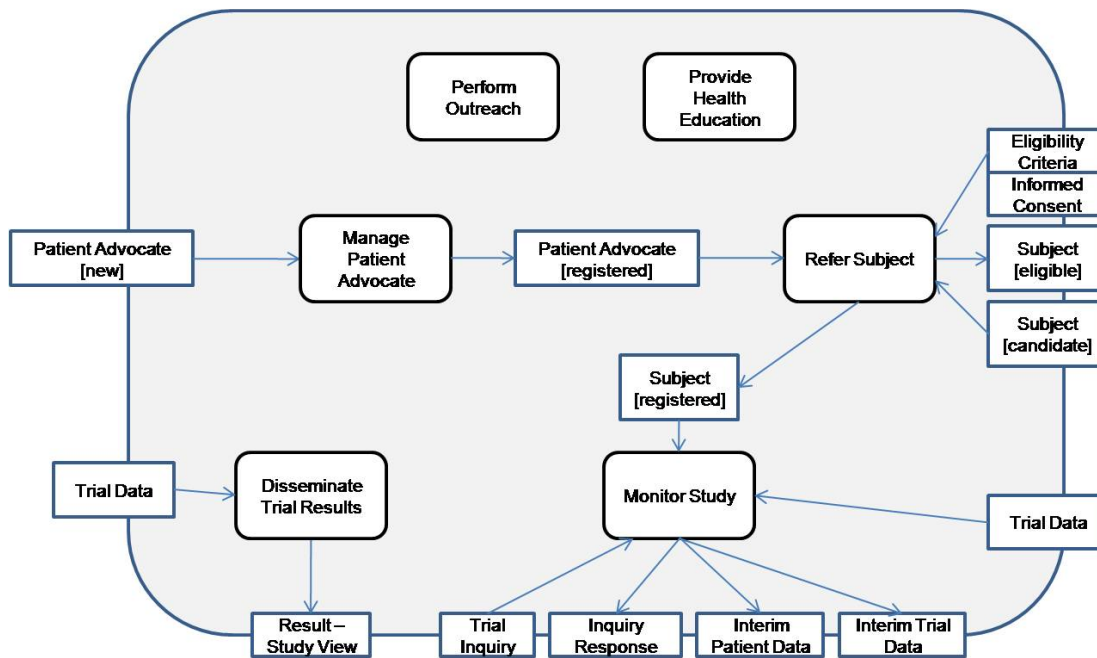 Perform
Outreach
Provide
Health
Education
Eligibility
Criteria
Informed
Consent
Patient Advocate
[new]
Manage
Patient
Advocate
Patient Advocate
[registered]
Refer Subject
Subject
[eligible]
Subject
[candidate]
Subject
[registered]
Trial Data
Disseminate
Trial Results
Monitor Study
Trial Data
Result –
Study View
Trial
Inquiry
Inquiry
Response
Interim
Patient Data
Interim Trial
Data